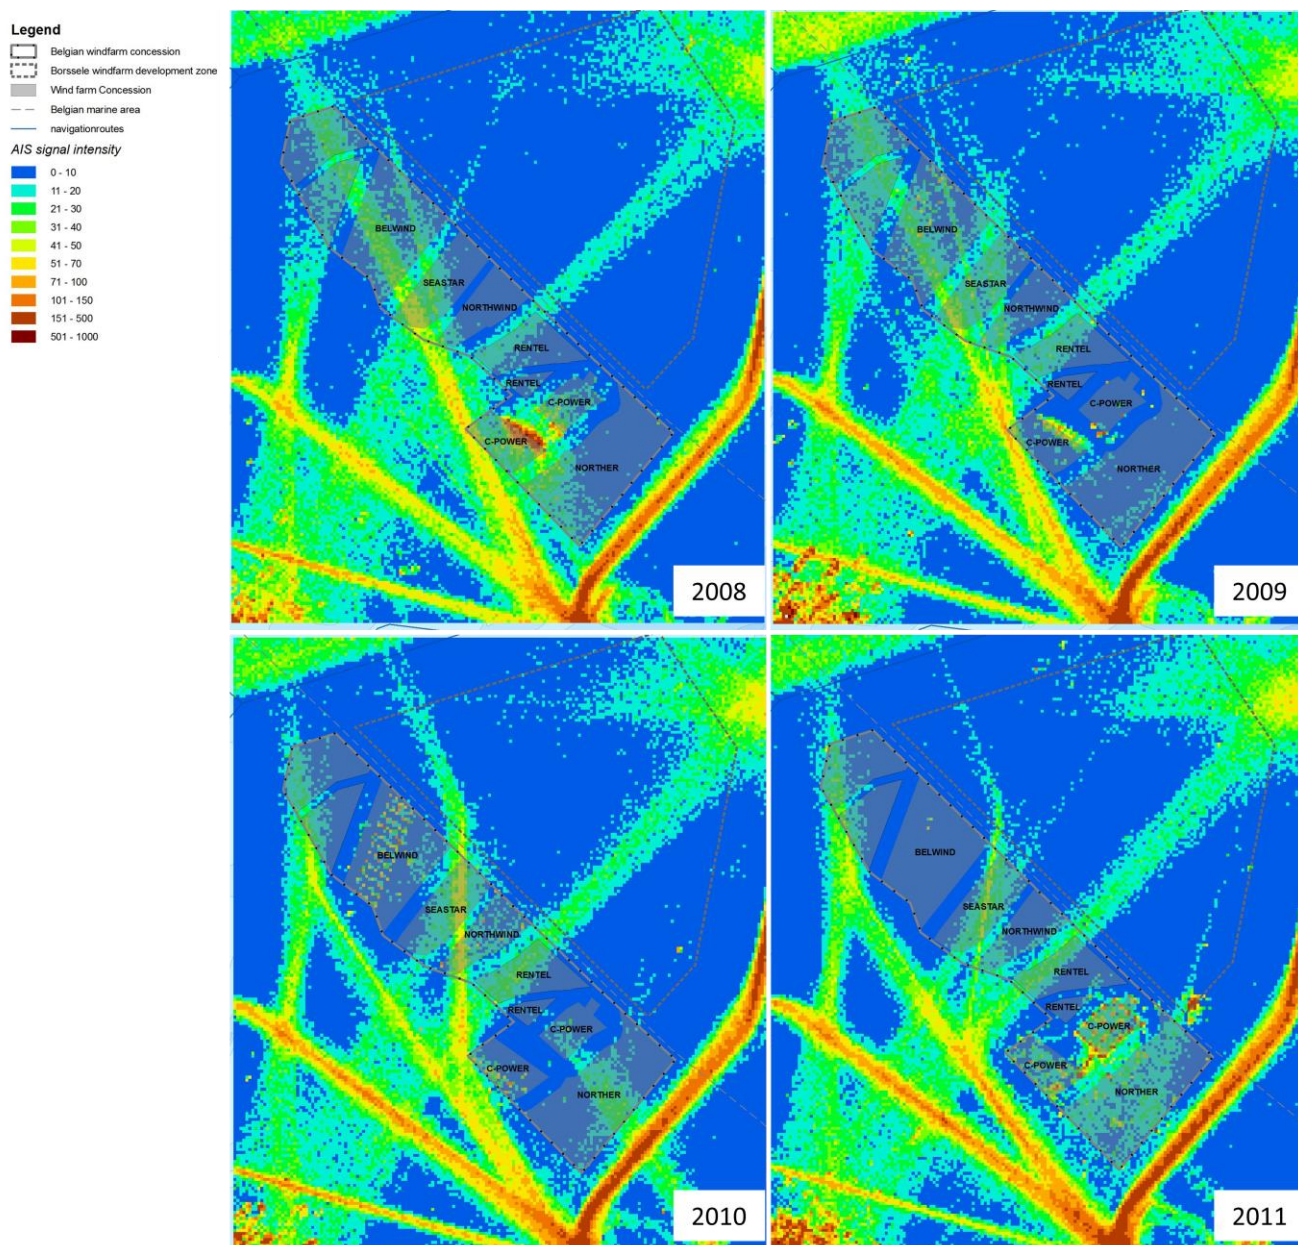 Legend
Belgian windfarm concession
Borssele windfarm development zone
Wind farm Concession
Belgian marine area
navigationroutes
AIS signal intensity
0 - 10
11 - 20
21 - 30
31 - 40
41 - 50
51 - 70
71 - 100
101 - 150
151 - 500
501 - 1000
BELWIND
SEASTAR
NORTHWIND
RENTEL
RENTEL
C-POWER
C-POWER
NORTHER
2008
BELWIND
SEASTAR
NORTHWIND
RENTEL
RENTEL
C-POWER
C-POWER
NORTHER
2009
BELWIND
SEASTAR
NORTHWIND
RENTEL
RENTEL
C-POWER
C-POWER
NORTHER
2010
BELWIND
SEASTAR
NORTHWIND
RENTEL
RENTEL
C-POWER
C-POWER
NORTHER
2011